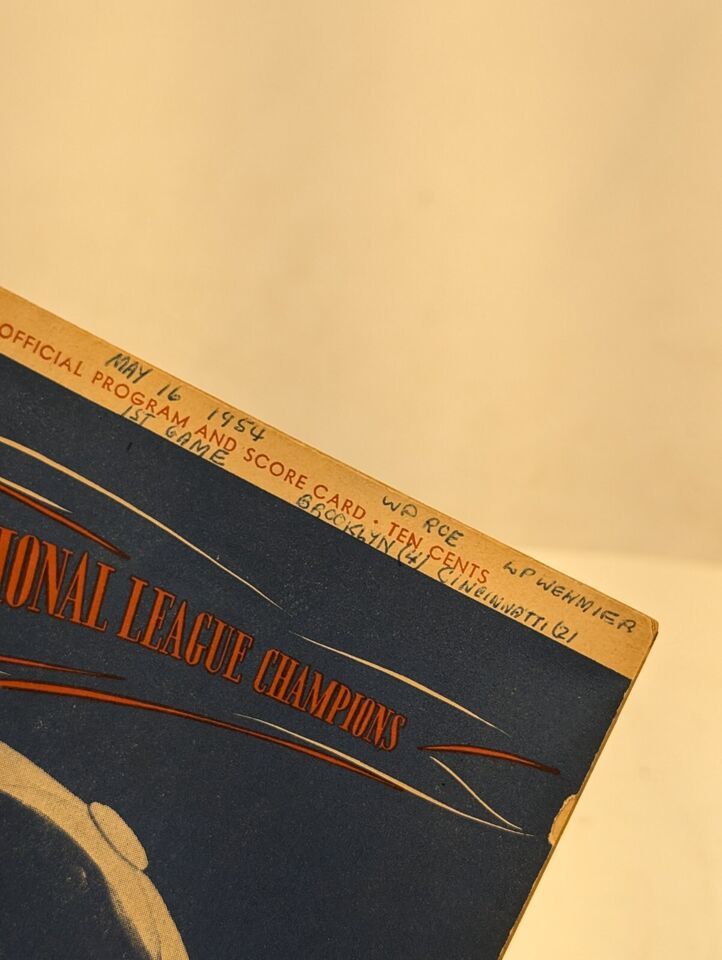 MAY 16 1954
OFFICIAL PROGRAM AND SCORE CARD · TEN CENTS
1ST GAME
WP ROE
WP WEHMIER
BROOKLYN (4) CINCINNATTI (2)
IONAL LEAGUE CHAMPIONS